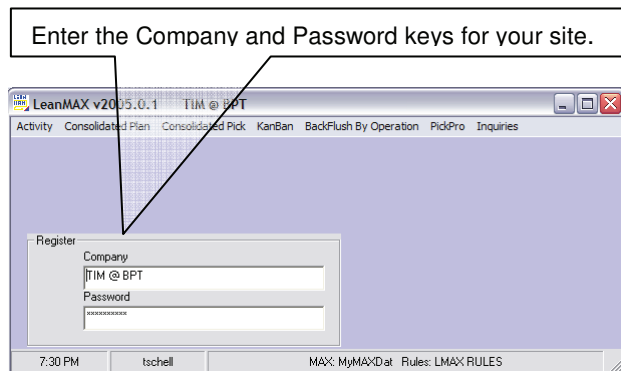 Enter the Company and Password keys for your site.
LeanMAX v2005.0.1 TIM @ BPT
Activity Consolidated Plan Consolidated Pick KanBan BackFlush By Operation PickPro Inquiries
Register
Company
TIM @ BPT
Password
××××××××××
7:30 PM tschell MAX: MyMAXDat Rules: LMAX RULES